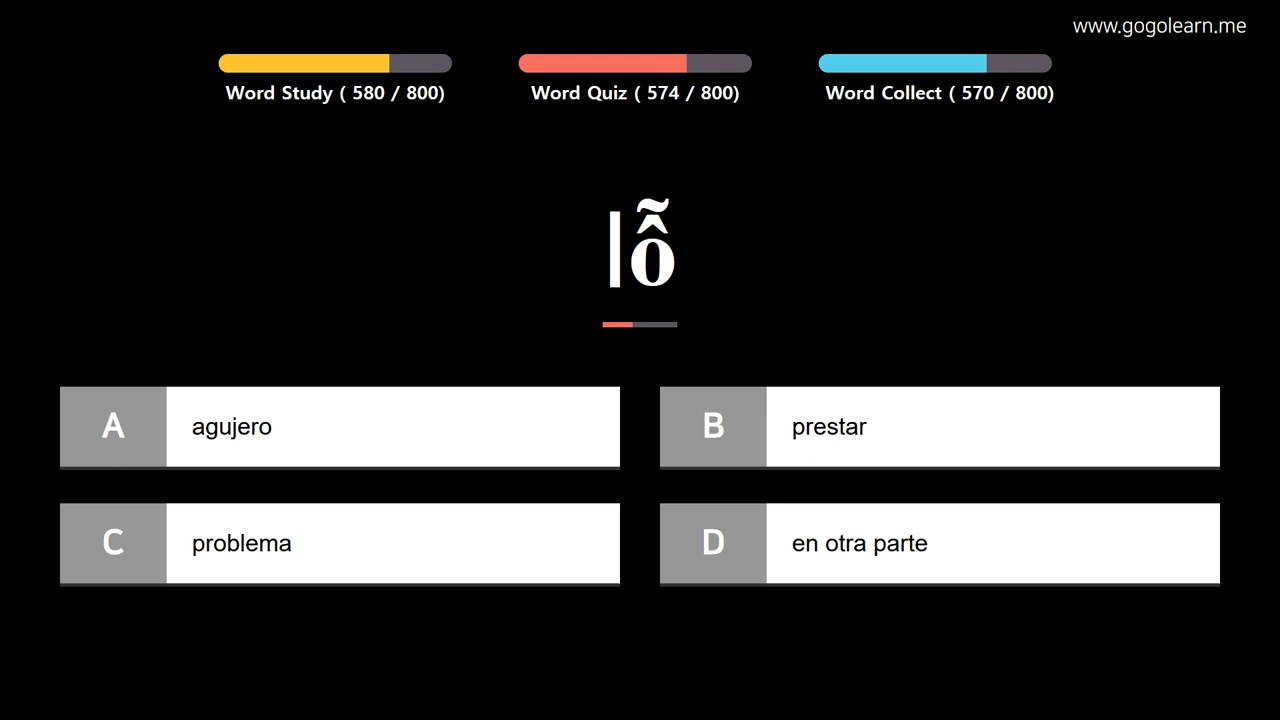 www.gogolearn.me
Word Study ( 580 / 800)
Word Quiz ( 574 / 800)
Word Collect ( 570 / 800)
lỗ
A agujero
B prestar
C problema
D en otra parte